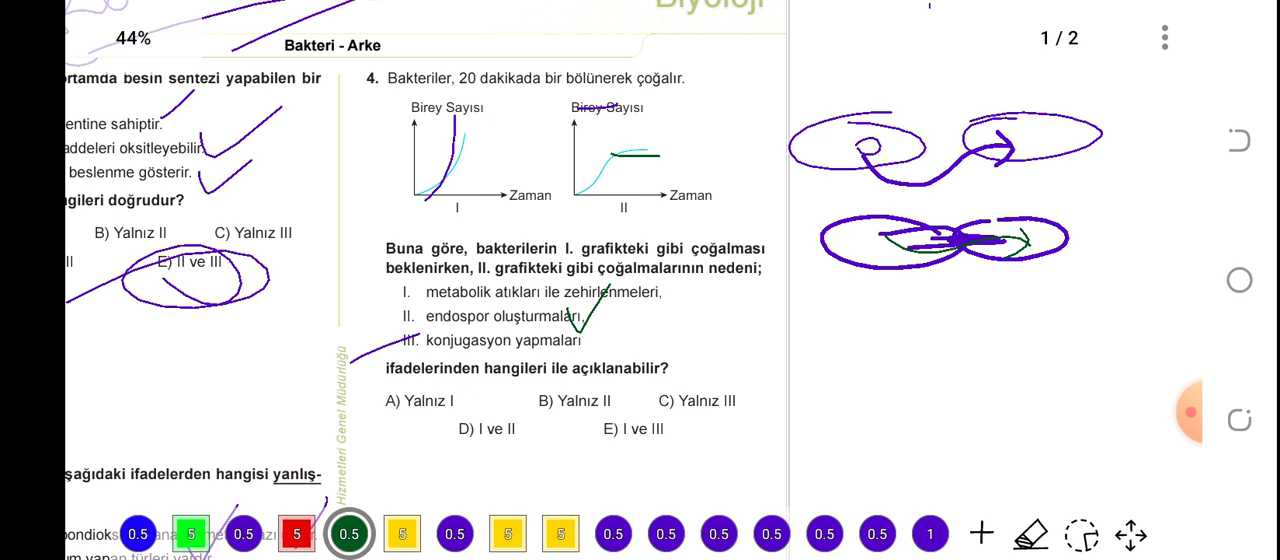 Biyoloji
44%
Bakteri - Arke
1 / 2
ortamda besin sentezi yapabilen bir
entine sahiptir.
addeleri oksitleyebilir.
beslenme gösterir.
ngileri doğrudur?
B) Yalnız II C) Yalnız III
II E) II ve III
şağıdaki ifadelerden hangisi yanlış-
4. Bakteriler, 20 dakikada bir bölünerek çoğalır.
Birey Sayısı Birey Sayısı
Zaman Zaman
I II
Buna göre, bakterilerin I. grafikteki gibi çoğalması
beklenirken, II. grafikteki gibi çoğalmalarının nedeni;
I. metabolik atıkları ile zehirlenmeleri,
II. endospor oluşturmaları,
III. konjugasyon yapmaları
ifadelerinden hangileri ile açıklanabilir?
A) Yalnız I B) Yalnız II C) Yalnız III
D) I ve II E) I ve III
Hizmetleri Genel Müdürlüğü
0.5 5 0.5 5 0.5 5 0.5 5 5 0.5 0.5 0.5 0.5 0.5 0.5 1
türleri vardır.